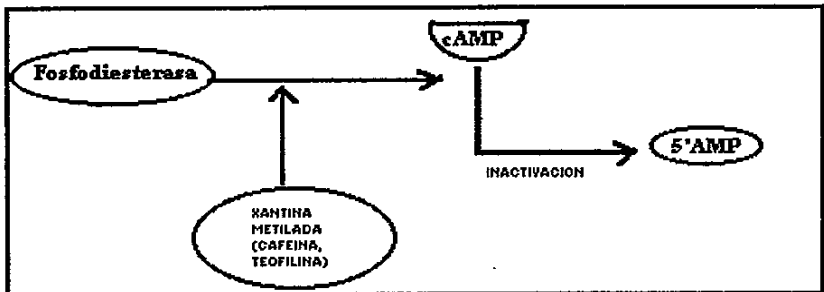 cAMP
Fosfodiesterasa
5'AMP
INACTIVACION
XANTINA
METILADA
(CAFEINA,
TEOFILINA)